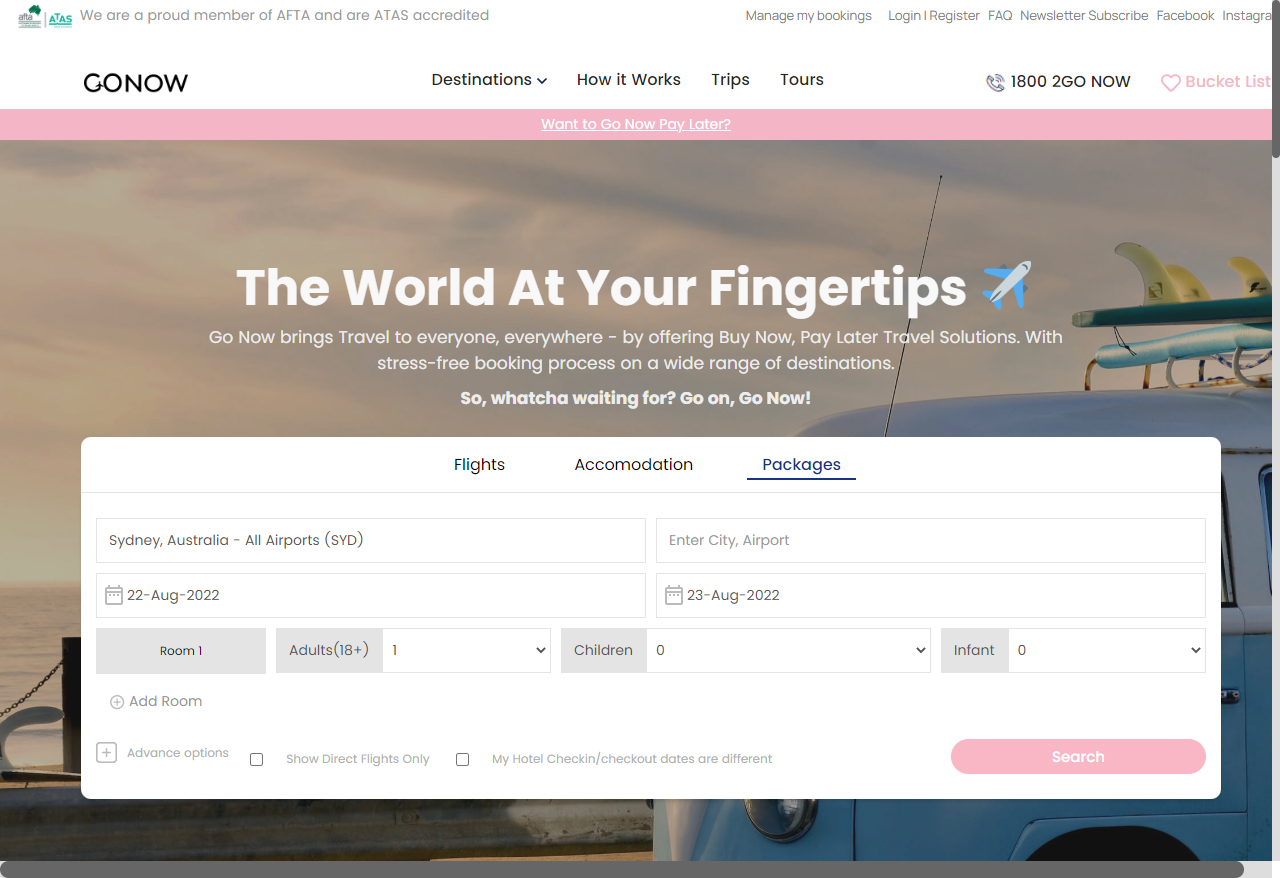 afta ATAS We are a proud member of AFTA and are ATAS accredited
Manage my bookings Login | Register FAQ Newsletter Subscribe Facebook Instagra
GONOW Destinations How it Works Trips Tours 1800 2GO NOW Bucket List
Want to Go Now Pay Later?
The World At Your Fingertips
Go Now brings Travel to everyone, everywhere - by offering Buy Now, Pay Later Travel Solutions. With
stress-free booking process on a wide range of destinations.
So, whatcha waiting for? Go on, Go Now!
Flights Accomodation Packages
Sydney, Australia - All Airports (SYD) Enter City, Airport
22-Aug-2022 23-Aug-2022
Room 1 Adults(18+) 1 Children 0 Infant 0
Add Room
Advance options Show Direct Flights Only My Hotel Checkin/checkout dates are different Search